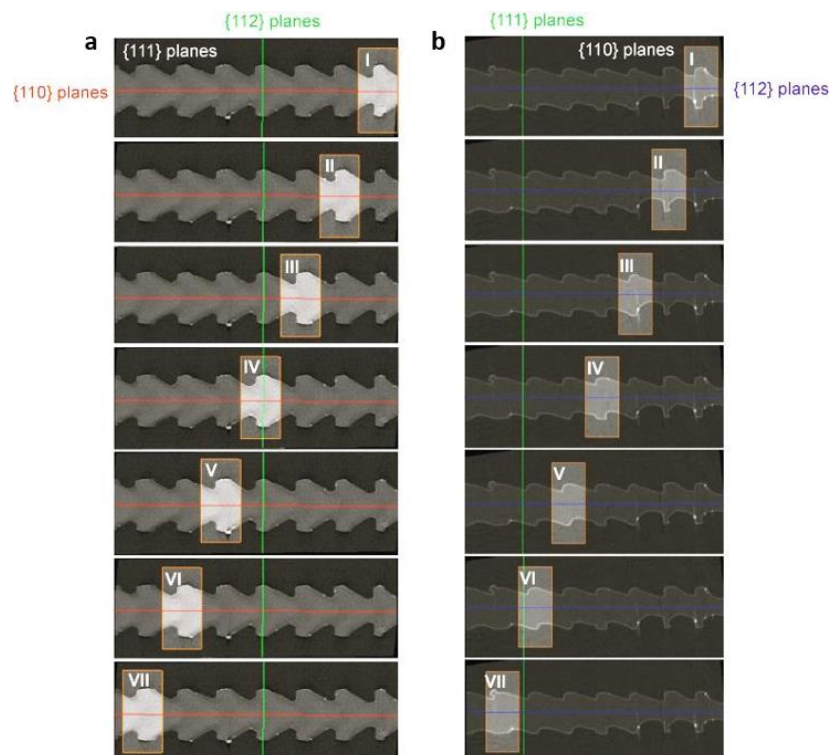 {112} planes
{111} planes
a
{111} planes
I
b
{110} planes
I
{110} planes
{112} planes
II
II
III
III
IV
IV
V
V
VI
VI
VII
VII